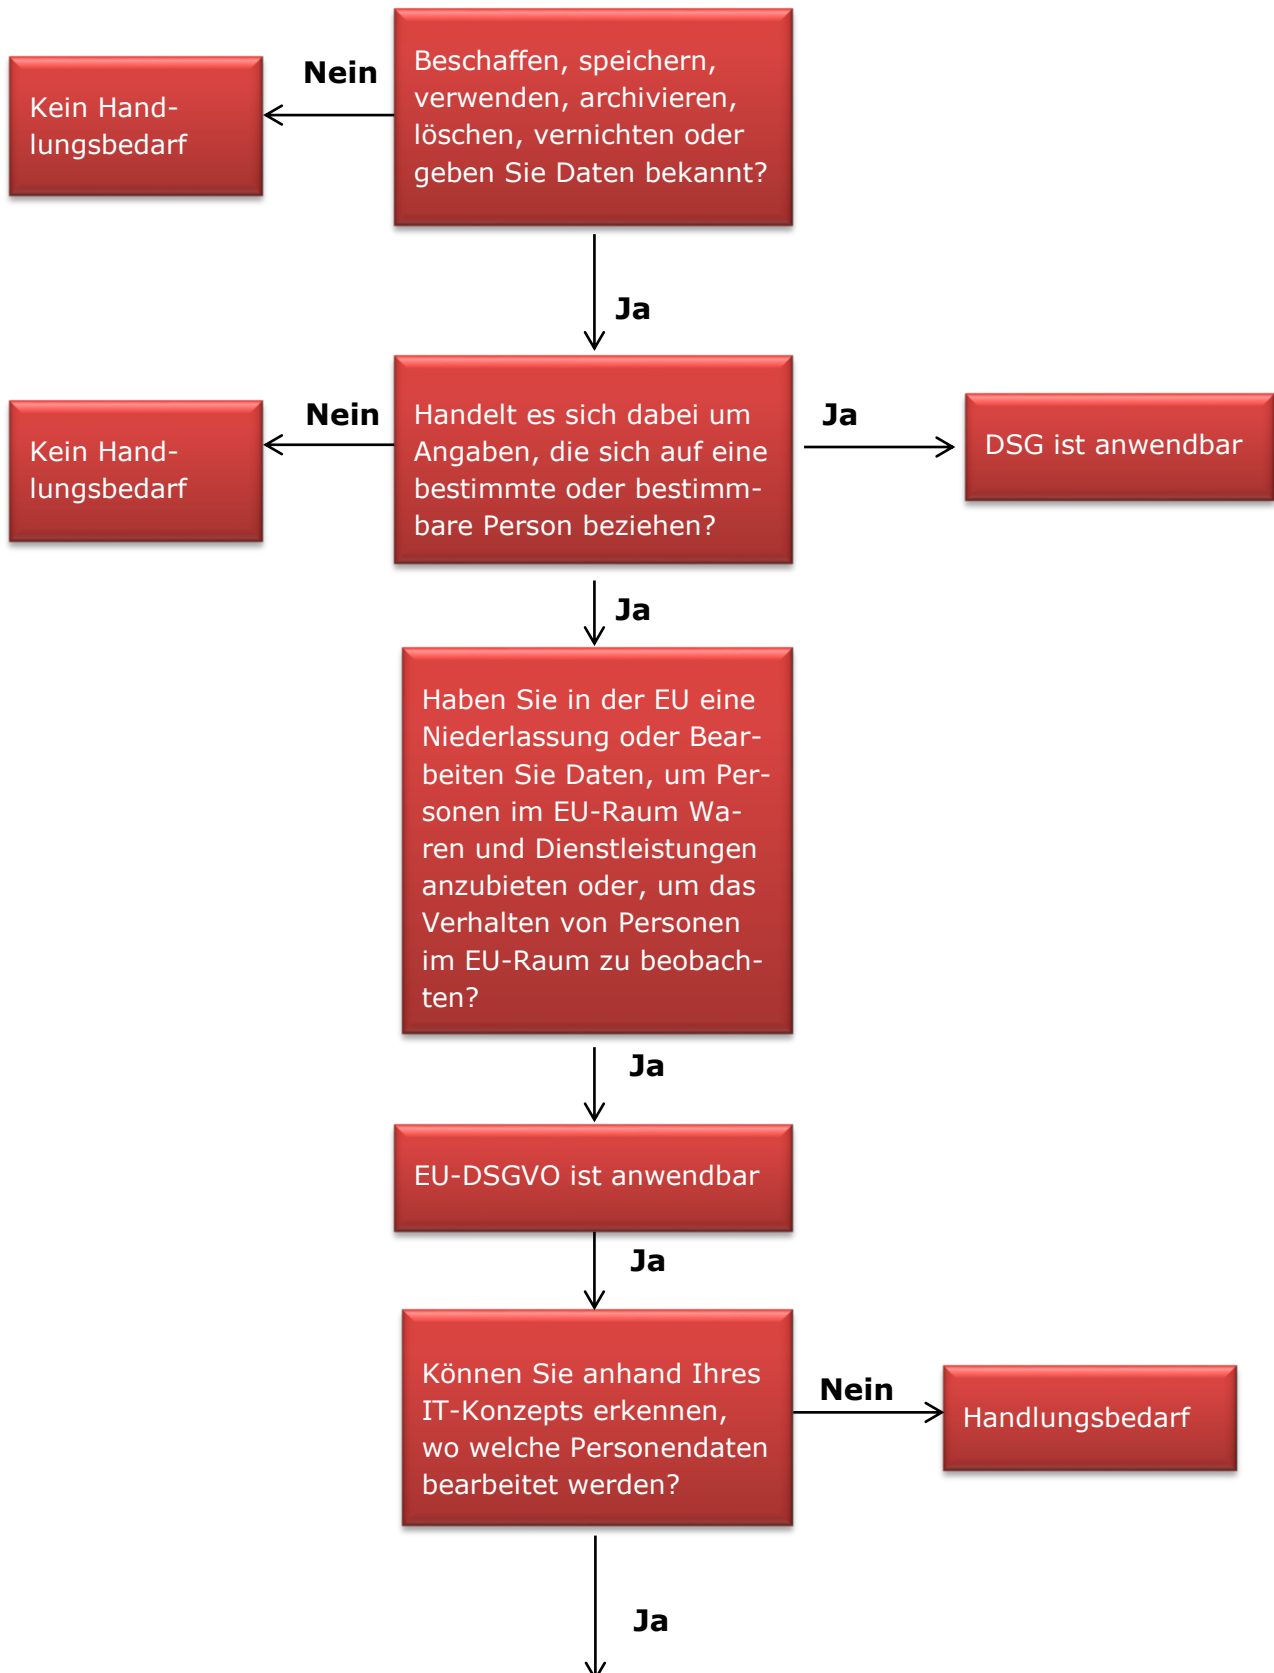 Beschaffen, speichern,
verwenden, archivieren,
löschen, vernichten oder
geben Sie Daten bekannt?
Nein
Kein Hand-
lungsbedarf
Ja
Handelt es sich dabei um
Angaben, die sich auf eine
bestimmte oder bestimm-
bare Person beziehen?
Nein
Kein Hand-
lungsbedarf
Ja
DSG ist anwendbar
Ja
Haben Sie in der EU eine
Niederlassung oder Bear-
beiten Sie Daten, um Per-
sonen im EU-Raum Wa-
ren und Dienstleistungen
anzubieten oder, um das
Verhalten von Personen
im EU-Raum zu beobach-
ten?
Ja
EU-DSGVO ist anwendbar
Ja
Können Sie anhand Ihres
IT-Konzepts erkennen,
wo welche Personendaten
bearbeitet werden?
Nein
Handlungsbedarf
Ja